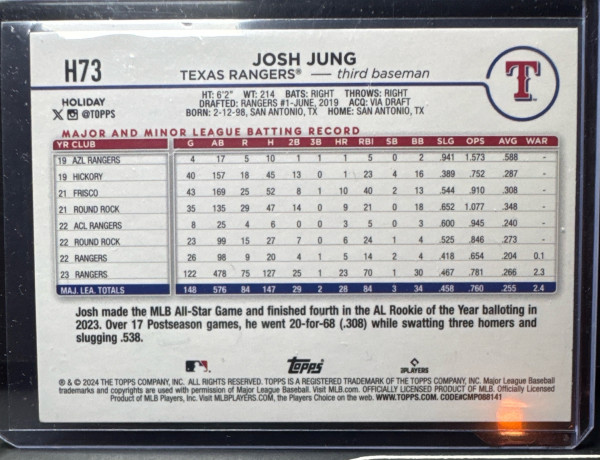 H73
JOSH JUNG
TEXAS RANGERS® — third baseman
T
HT: 6'2" WT: 214 BATS: RIGHT THROWS: RIGHT
DRAFTED: RANGERS #1-JUNE, 2019 ACQ: VIA DRAFT
BORN: 2-12-98, SAN ANTONIO, TX HOME: SAN ANTONIO, TX
HOLIDAY
X @TOPPS
MAJOR AND MINOR LEAGUE BATTING RECORD
YR CLUB G AB R H 2B 3B HR RBI SB BB SLG OPS AVG WAR
19 AZL RANGERS 4 17 5 10 1 1 1 5 0 2 .941 1.573 .588 -
19 HICKORY 40 157 18 45 13 0 1 23 4 16 .389 .752 .287 -
21 FRISCO 43 169 25 52 8 1 10 40 2 13 .544 .910 .308 -
21 ROUND ROCK 35 135 29 47 14 0 9 21 0 18 .652 1.077 .348 -
22 ACL RANGERS 8 25 4 6 0 0 3 5 0 3 .600 .945 .240 -
22 ROUND ROCK 23 99 15 27 7 0 6 24 1 4 .525 .846 .273 -
22 RANGERS 26 98 9 20 4 1 5 14 2 4 .418 .654 .204 0.1
23 RANGERS 122 478 75 127 25 1 23 70 1 30 .467 .781 .266 2.3
MAJ. LEA. TOTALS 148 576 84 147 29 2 28 84 3 34 .458 .760 .255 2.4
Josh made the MLB All-Star Game and finished fourth in the AL Rookie of the Year balloting in
2023. Over 17 Postseason games, he went 20-for-68 (.308) while swatting three homers and
slugging .538.
topps PLAYERS
® & © 2024 THE TOPPS COMPANY, INC. ALL RIGHTS RESERVED. TOPPS IS A REGISTERED TRADEMARK OF THE TOPPS COMPANY, INC. Major League Baseball
trademarks and copyrights are used with permission of Major League Baseball. Visit MLB.com. OFFICIALLY LICENSED PRODUCT OF MLB. Officially Licensed
Product of MLB Players, Inc. Visit MLBPLAYERS.COM, the Players Choice on the web. WWW.TOPPS.COM. CODE#CMP088141